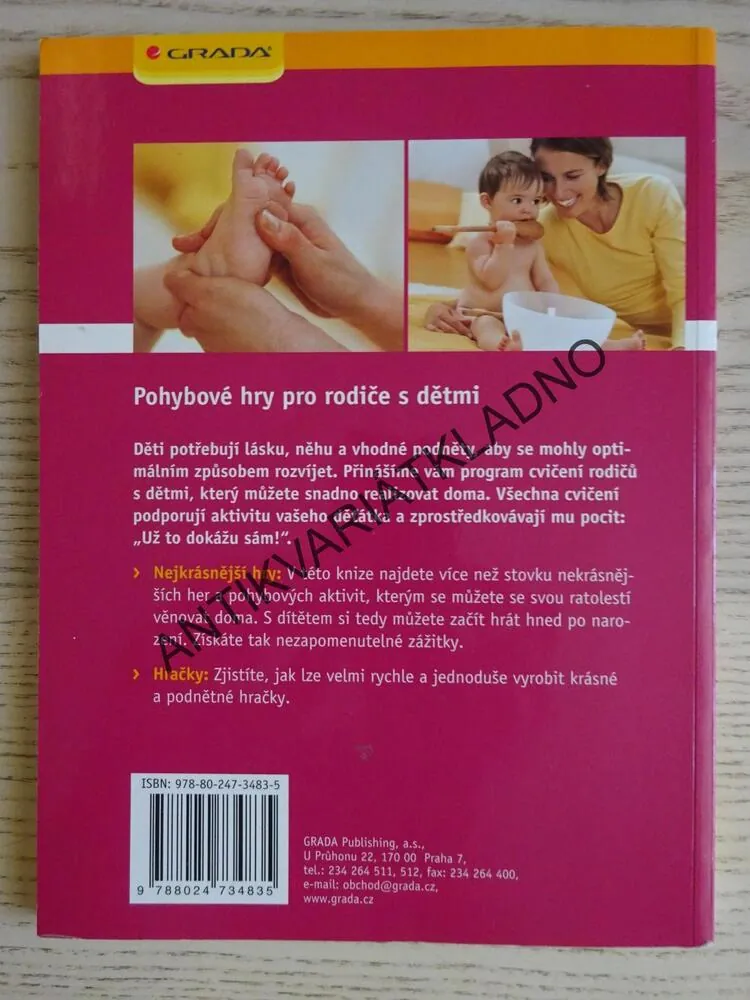 GRADA
Pohybové hry pro rodiče s dětmi
Děti potřebují lásku, něhu a vhodné podněty, aby se mohly opti-
málním způsobem rozvíjet. Přinášíme vám program cvičení rodičů
s dětmi, který můžete snadno realizovat doma. Všechna cvičení
podporují aktivitu vašeho děťátka a zprostředkovávají mu pocit:
„Už to dokážu sám!“.
› Nejkrásnější hry: V této knize najdete více než stovku nekrásněj-
ších her a pohybových aktivit, kterým se můžete se svou ratolestí
věnovat doma. S dítětem si tedy můžete začít hrát hned po naro-
zení. Získáte tak nezapomenutelné zážitky.
› Hračky: Zjistíte, jak lze velmi rychle a jednoduše vyrobit krásné
a podnětné hračky.
ANTIKVARIATKLADNO
ISBN: 978-80-247-3483-5
9 788024 734835
GRADA Publishing, a.s.,
U Průhonu 22, 170 00 Praha 7,
tel.: 234 264 511, 512, fax: 234 264 400,
e-mail: obchod@grada.cz,
www.grada.cz